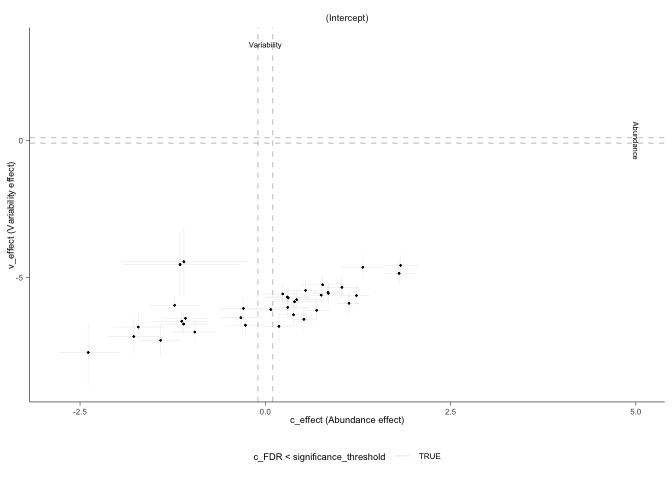 (Intercept)
Variability
Abundance
0
-5
v_effect (Variability effect)
-2.5
0.0
2.5
5.0
c_effect (Abundance effect)
c_FDR < significance_threshold
TRUE